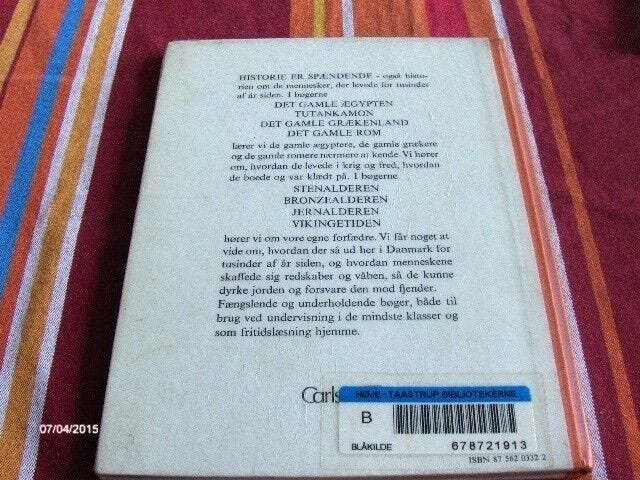 HISTORIE ER SPÆNDENDE - også histo-
rien om de mennesker, der levede for tusinder
af år siden. I bøgerne
DET GAMLE ÆGYPTEN
TUTANKAMON
DET GAMLE GRÆKENLAND
DET GAMLE ROM
lærer vi de gamle ægyptere, de gamle grækere
og de gamle romere nærmere at kende. Vi hører
om, hvordan de levede i krig og fred, hvordan
de boede og var klædt på. I bøgerne
STENALDEREN
BRONZEALDEREN
JERNALDEREN
VIKINGETIDEN
hører vi om vore egne forfædre. Vi får noget at
vide om, hvordan der så ud her i Danmark for
tusinder af år siden, og hvordan menneskene
skaffede sig redskaber og våben, så de kunne
dyrke jorden og forsvare den mod fjender.
Fængslende og underholdende bøger, både til
brug ved undervisning i de mindste klasser og
som fritidslæsning hjemme.
Carls
HØJE-TAASTRUP BIBLIOTEKERNE
B
BLÅKILDE 678721913
ISBN 87 562 0332 2
07/04/2015